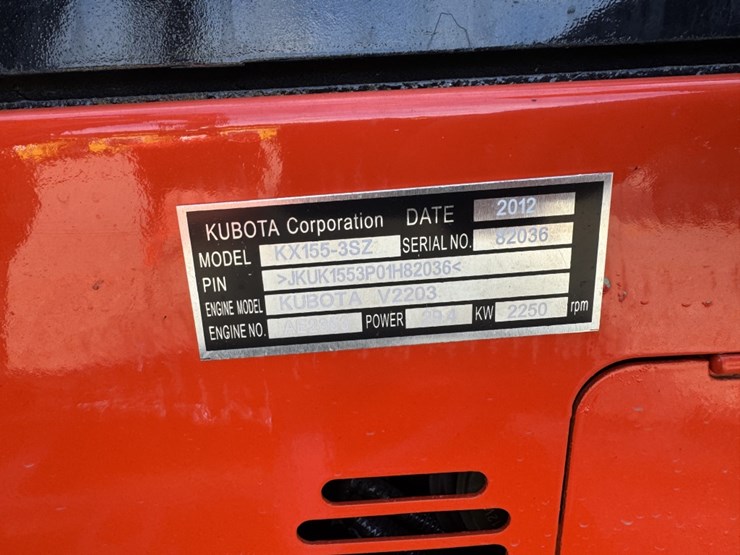 KUBOTA Corporation DATE 2012
MODEL KX155-3SZ SERIAL NO. 82036
PIN >JKUK1553P01H82036<
ENGINE MODEL KUBOTA V2203
ENGINE NO. POWER 29.4 KW 2250 rpm